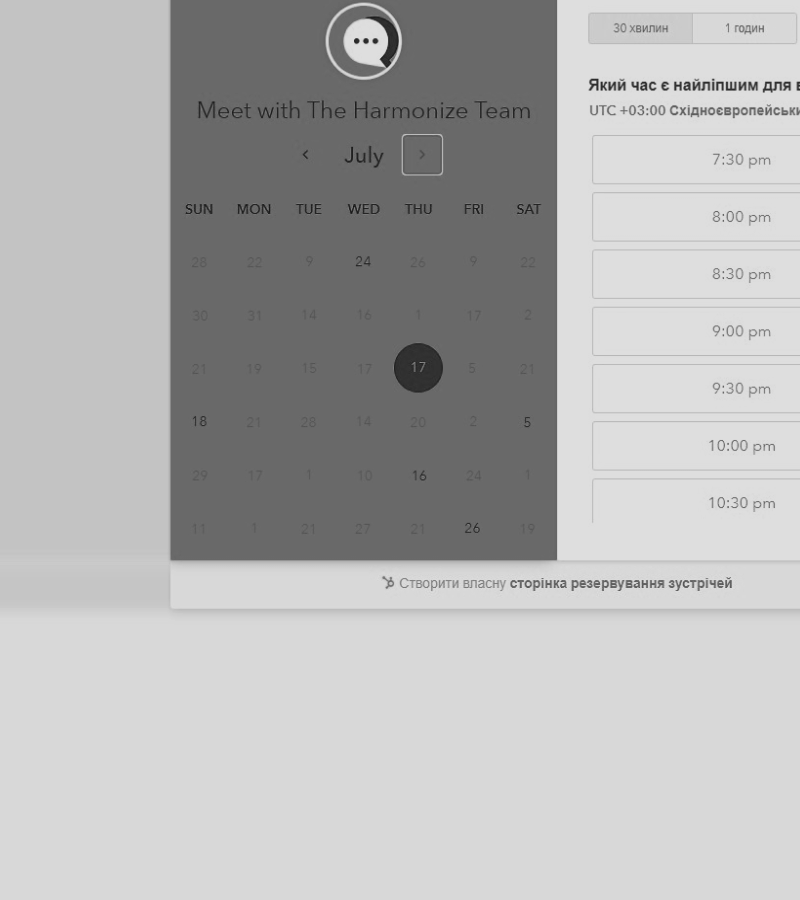 Meet with The Harmonize Team
July
SUN MON TUE WED THU FRI SAT
28 22 9 24 26 9 22
30 31 14 16 1 17 2
21 19 15 17 17 5 21
18 21 28 14 20 2 5
29 17 1 10 16 24 1
11 1 21 27 21 26 19
30 хвилин 1 годин
Який час є найліпшим для в
UTC +03:00 Східноєвропейськи
7:30 pm
8:00 pm
8:30 pm
9:00 pm
9:30 pm
10:00 pm
10:30 pm
Створити власну сторінка резервування зустрічей